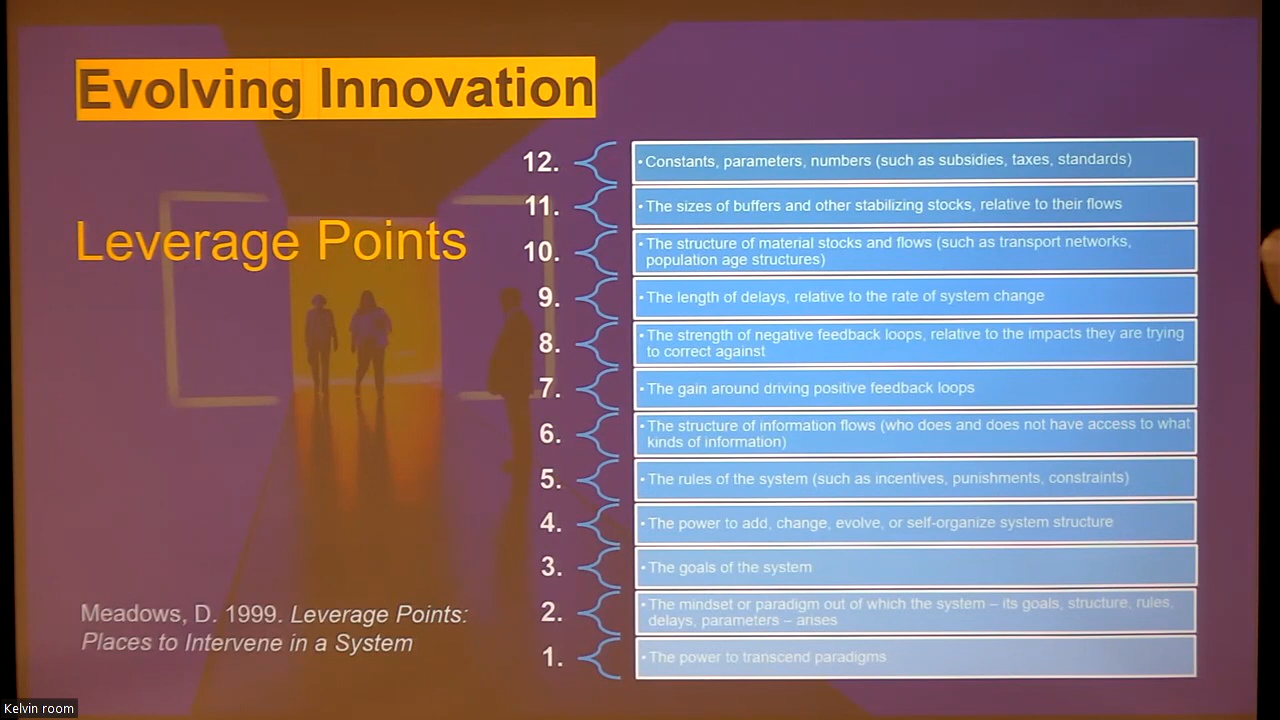 Evolving Innovation
Leverage Points
12.
• Constants, parameters, numbers (such as subsidies, taxes, standards)
11.
• The sizes of buffers and other stabilizing stocks, relative to their flows
10.
• The structure of material stocks and flows (such as transport networks,
population age structures)
9.
• The length of delays, relative to the rate of system change
8.
• The strength of negative feedback loops, relative to the impacts they are trying
to correct against
7.
• The gain around driving positive feedback loops
6.
• The structure of information flows (who does and does not have access to what
kinds of information)
5.
• The rules of the system (such as incentives, punishments, constraints)
4.
• The power to add, change, evolve, or self-organize system structure
3.
• The goals of the system
2.
• The mindset or paradigm out of which the system – its goals, structure, rules,
delays, parameters – arises
1.
• The power to transcend paradigms
Meadows, D. 1999. Leverage Points:
Places to Intervene in a System
Kelvin room